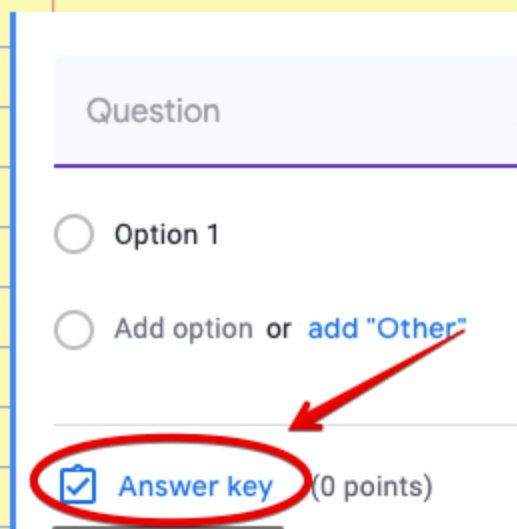 Question
Option 1
Add option or add "Other"
Answer key (0 points)